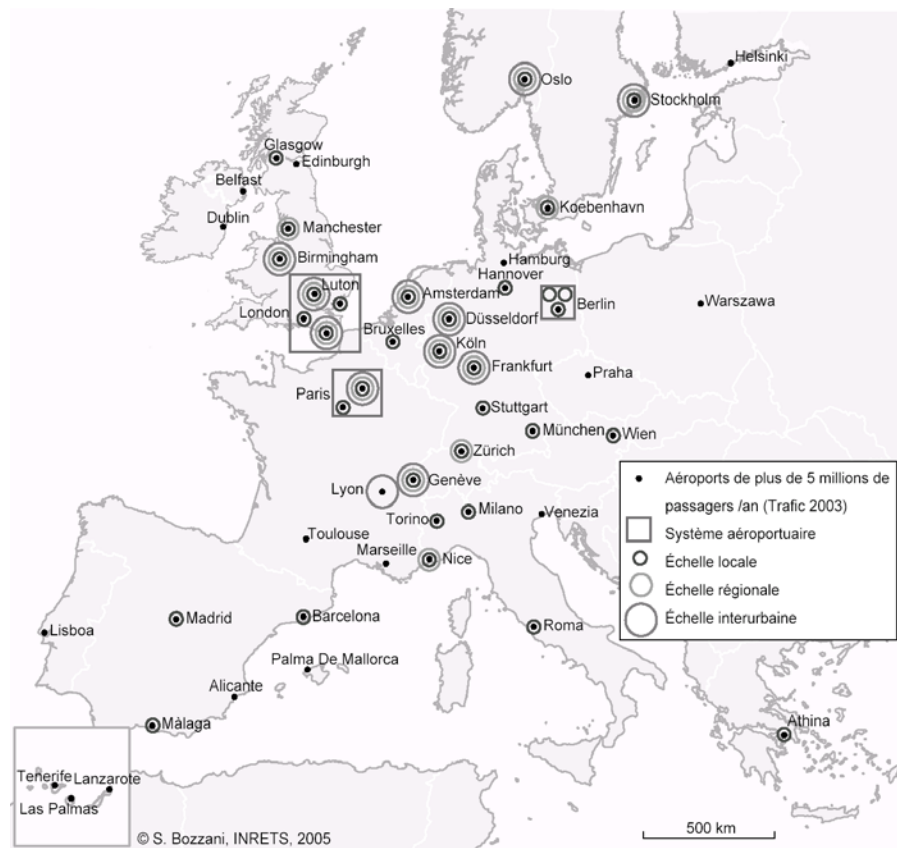 Helsinki
Oslo
Stockholm
Glasgow
Edinburgh
Belfast
Dublin
Koebenhavn
Manchester
Birmingham
Hamburg
Hannover
Luton
Amsterdam
Berlin
Warszawa
London
Düsseldorf
Bruxelles
Köln
Frankfurt
Praha
Paris
Stuttgart
München
Wien
Zürich
Lyon
Genève
Torino
Milano
Venezia
Toulouse
Marseille
Nice
Madrid
Barcelona
Lisboa
Roma
Palma De Mallorca
Alicante
Màlaga
Athina
Tenerife
Lanzarote
Las Palmas
Aéroports de plus de 5 millions de
passagers /an (Trafic 2003)
Système aéroportuaire
Échelle locale
Échelle régionale
Échelle interurbaine
© S. Bozzani, INRETS, 2005
500 km